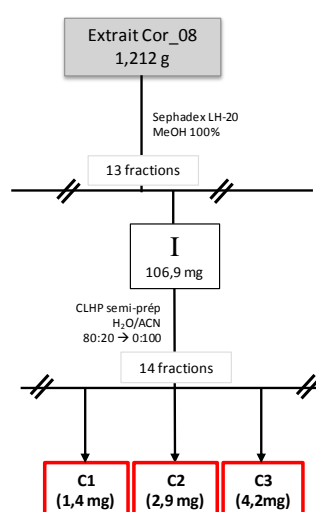 Extrait Cor_08
1,212 g
Sephadex LH-20
MeOH 100%
13 fractions
I
106,9 mg
CLHP semi-prép
H₂O/ACN
80:20 → 0:100
14 fractions
C1
(1,4 mg)
C2
(2,9 mg)
C3
(4,2mg)